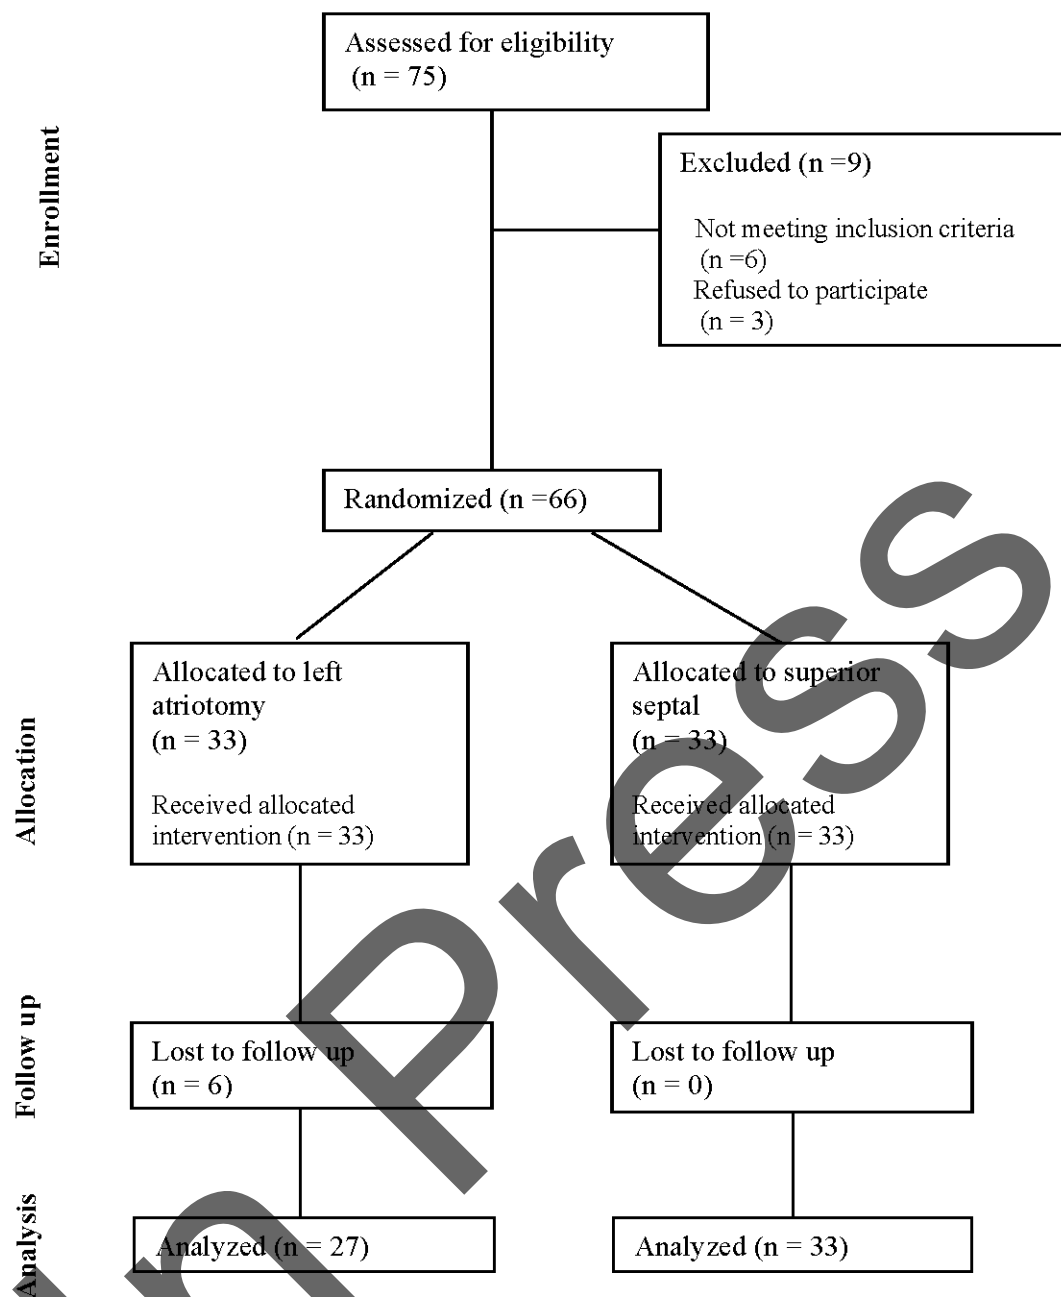 Assessed for eligibility
(n = 75)
Enrollment
Excluded (n =9)
Not meeting inclusion criteria
(n =6)
Refused to participate
(n = 3)
Randomized (n =66)
Allocation
Allocated to left
atriotomy
(n = 33)
Received allocated
intervention (n = 33)
Allocated to superior
septal
(n = 33)
Received allocated
intervention (n = 33)
Follow up
Lost to follow up
(n = 6)
Lost to follow up
(n = 0)
Analysis
Analyzed (n = 27)
Analyzed (n = 33)
In Press